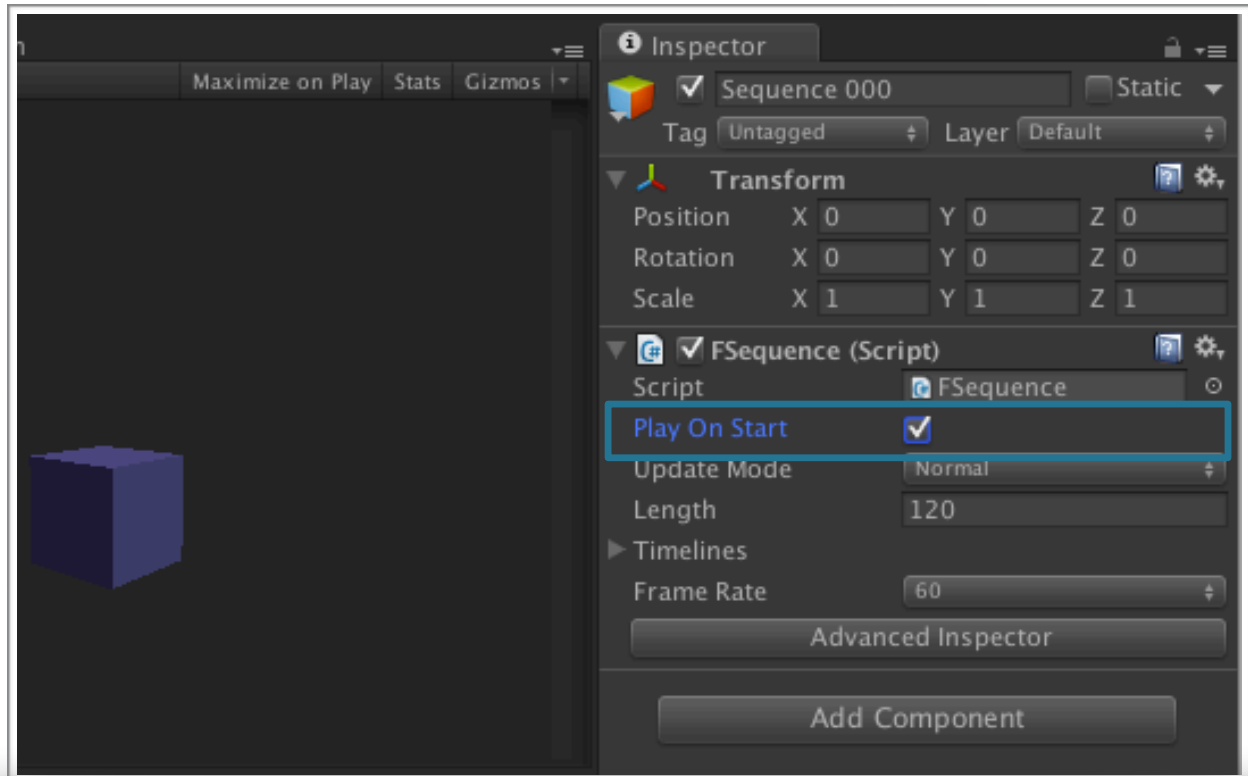 Maximize on Play Stats Gizmos
Inspector
Sequence 000 Static
Tag Untagged Layer Default
Transform
Position X 0 Y 0 Z 0
Rotation X 0 Y 0 Z 0
Scale X 1 Y 1 Z 1
FSequence (Script)
Script FSequence
Play On Start
Update Mode Normal
Length 120
Timelines
Frame Rate 60
Advanced Inspector
Add Component